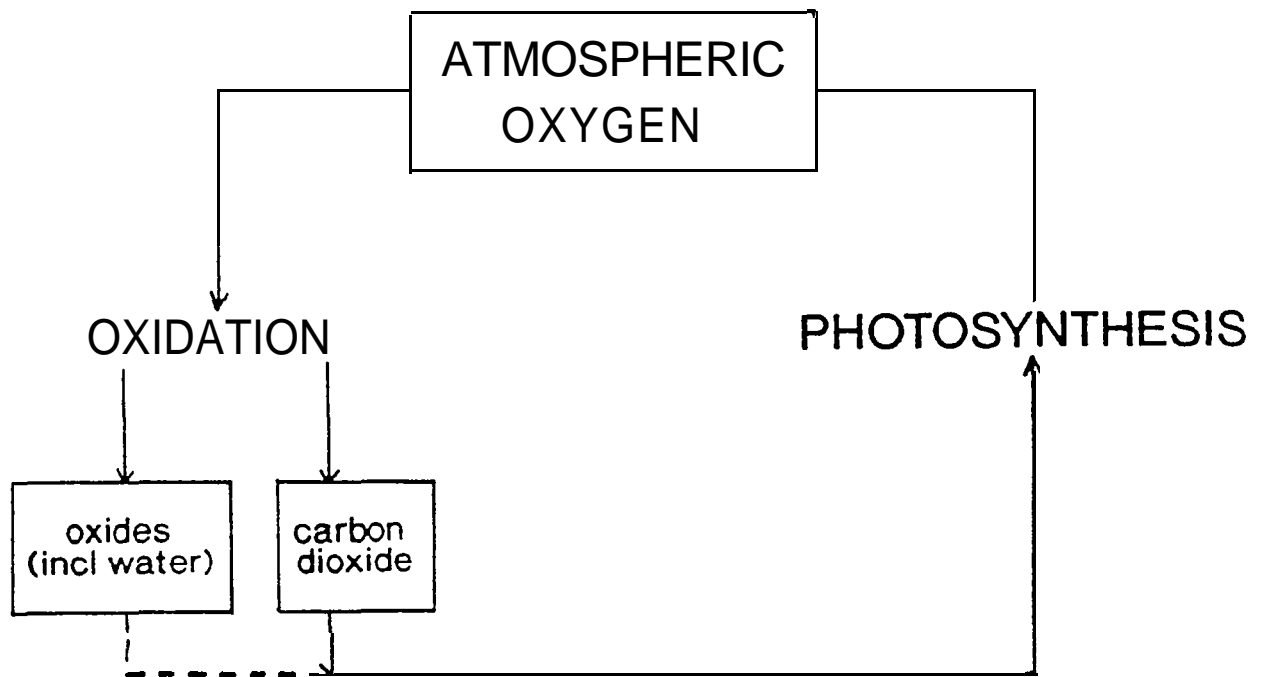 ATMOSPHERIC
OXYGEN
OXIDATION
PHOTOSYNTHESIS
oxides
(incl water)
carbon
dioxide